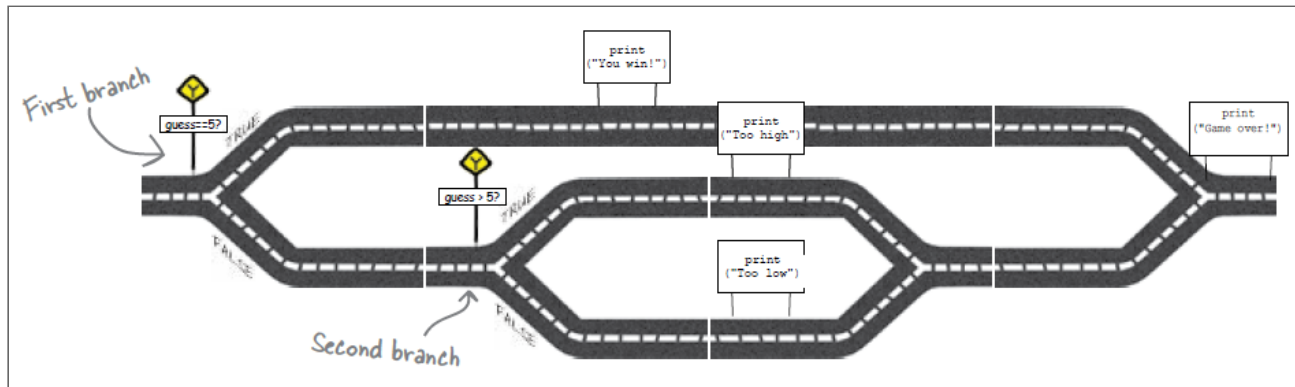 First branch
guess==5?
TRUE
FALSE
print
("You win!")
print
("Too high")
print
("Game over!")
guess > 5?
TRUE
FALSE
Second branch
print
("Too low")